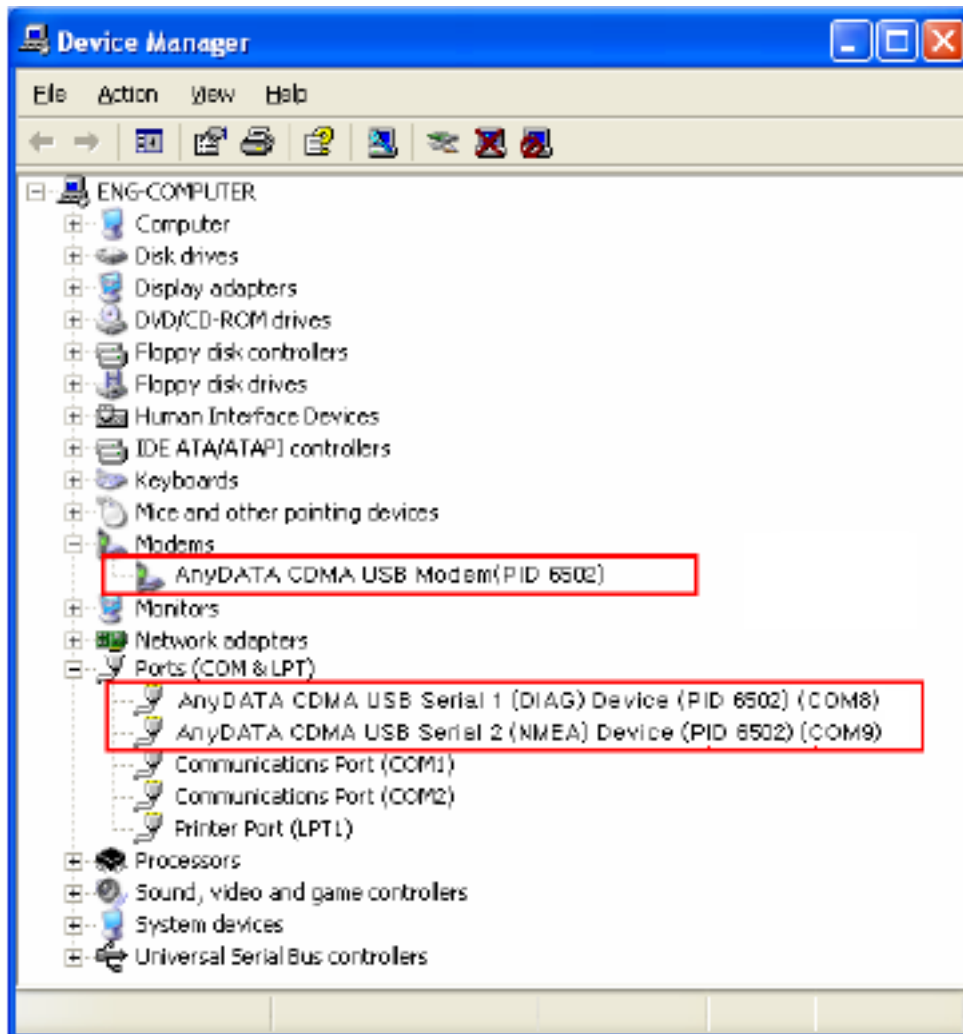 Device Manager
File Action View Help
ENG-COMPUTER
Computer
Disk drives
Display adapters
DVD/CD-ROM drives
Floppy disk controllers
Floppy disk drives
Human Interface Devices
IDE ATA/ATAPI controllers
Keyboards
Mice and other pointing devices
Modems
AnyDATA CDMA USB Modem(PID 6502)
Monitors
Network adapters
Ports (COM & LPT)
AnyDATA CDMA USB Serial 1 (DIAG) Device (PID 6502) (COM8)
AnyDATA CDMA USB Serial 2 (NMEA) Device (PID 6502) (COM9)
Communications Port (COM1)
Communications Port (COM2)
Printer Port (LPT1)
Processors
Sound, video and game controllers
System devices
Universal Serial Bus controllers